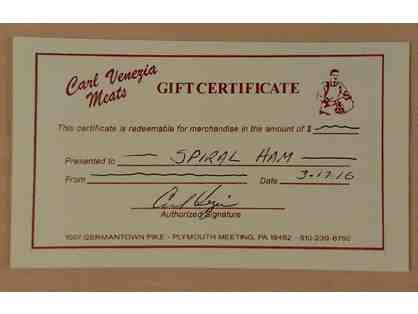 Carl Venezia
Meats
GIFT CERTIFICATE
This certificate is redeemable for merchandise in the amount of $
Presented to SPIRAL HAM
From Date 3-17-16
Authorized Signature
1007 GERMANTOWN PIKE - PLYMOUTH MEETING, PA 19462 - 610-239-6750